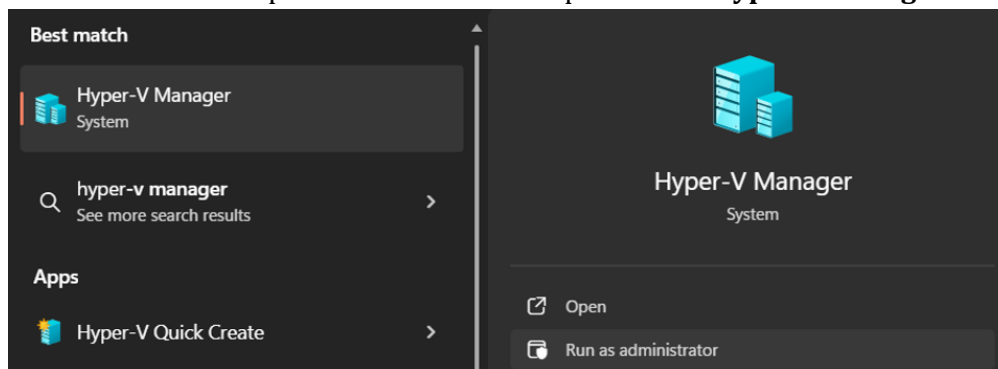 Best match
Hyper-V Manager
System
hyper-v manager
See more search results
Apps
Hyper-V Quick Create
Hyper-V Manager
System
Open
Run as administrator